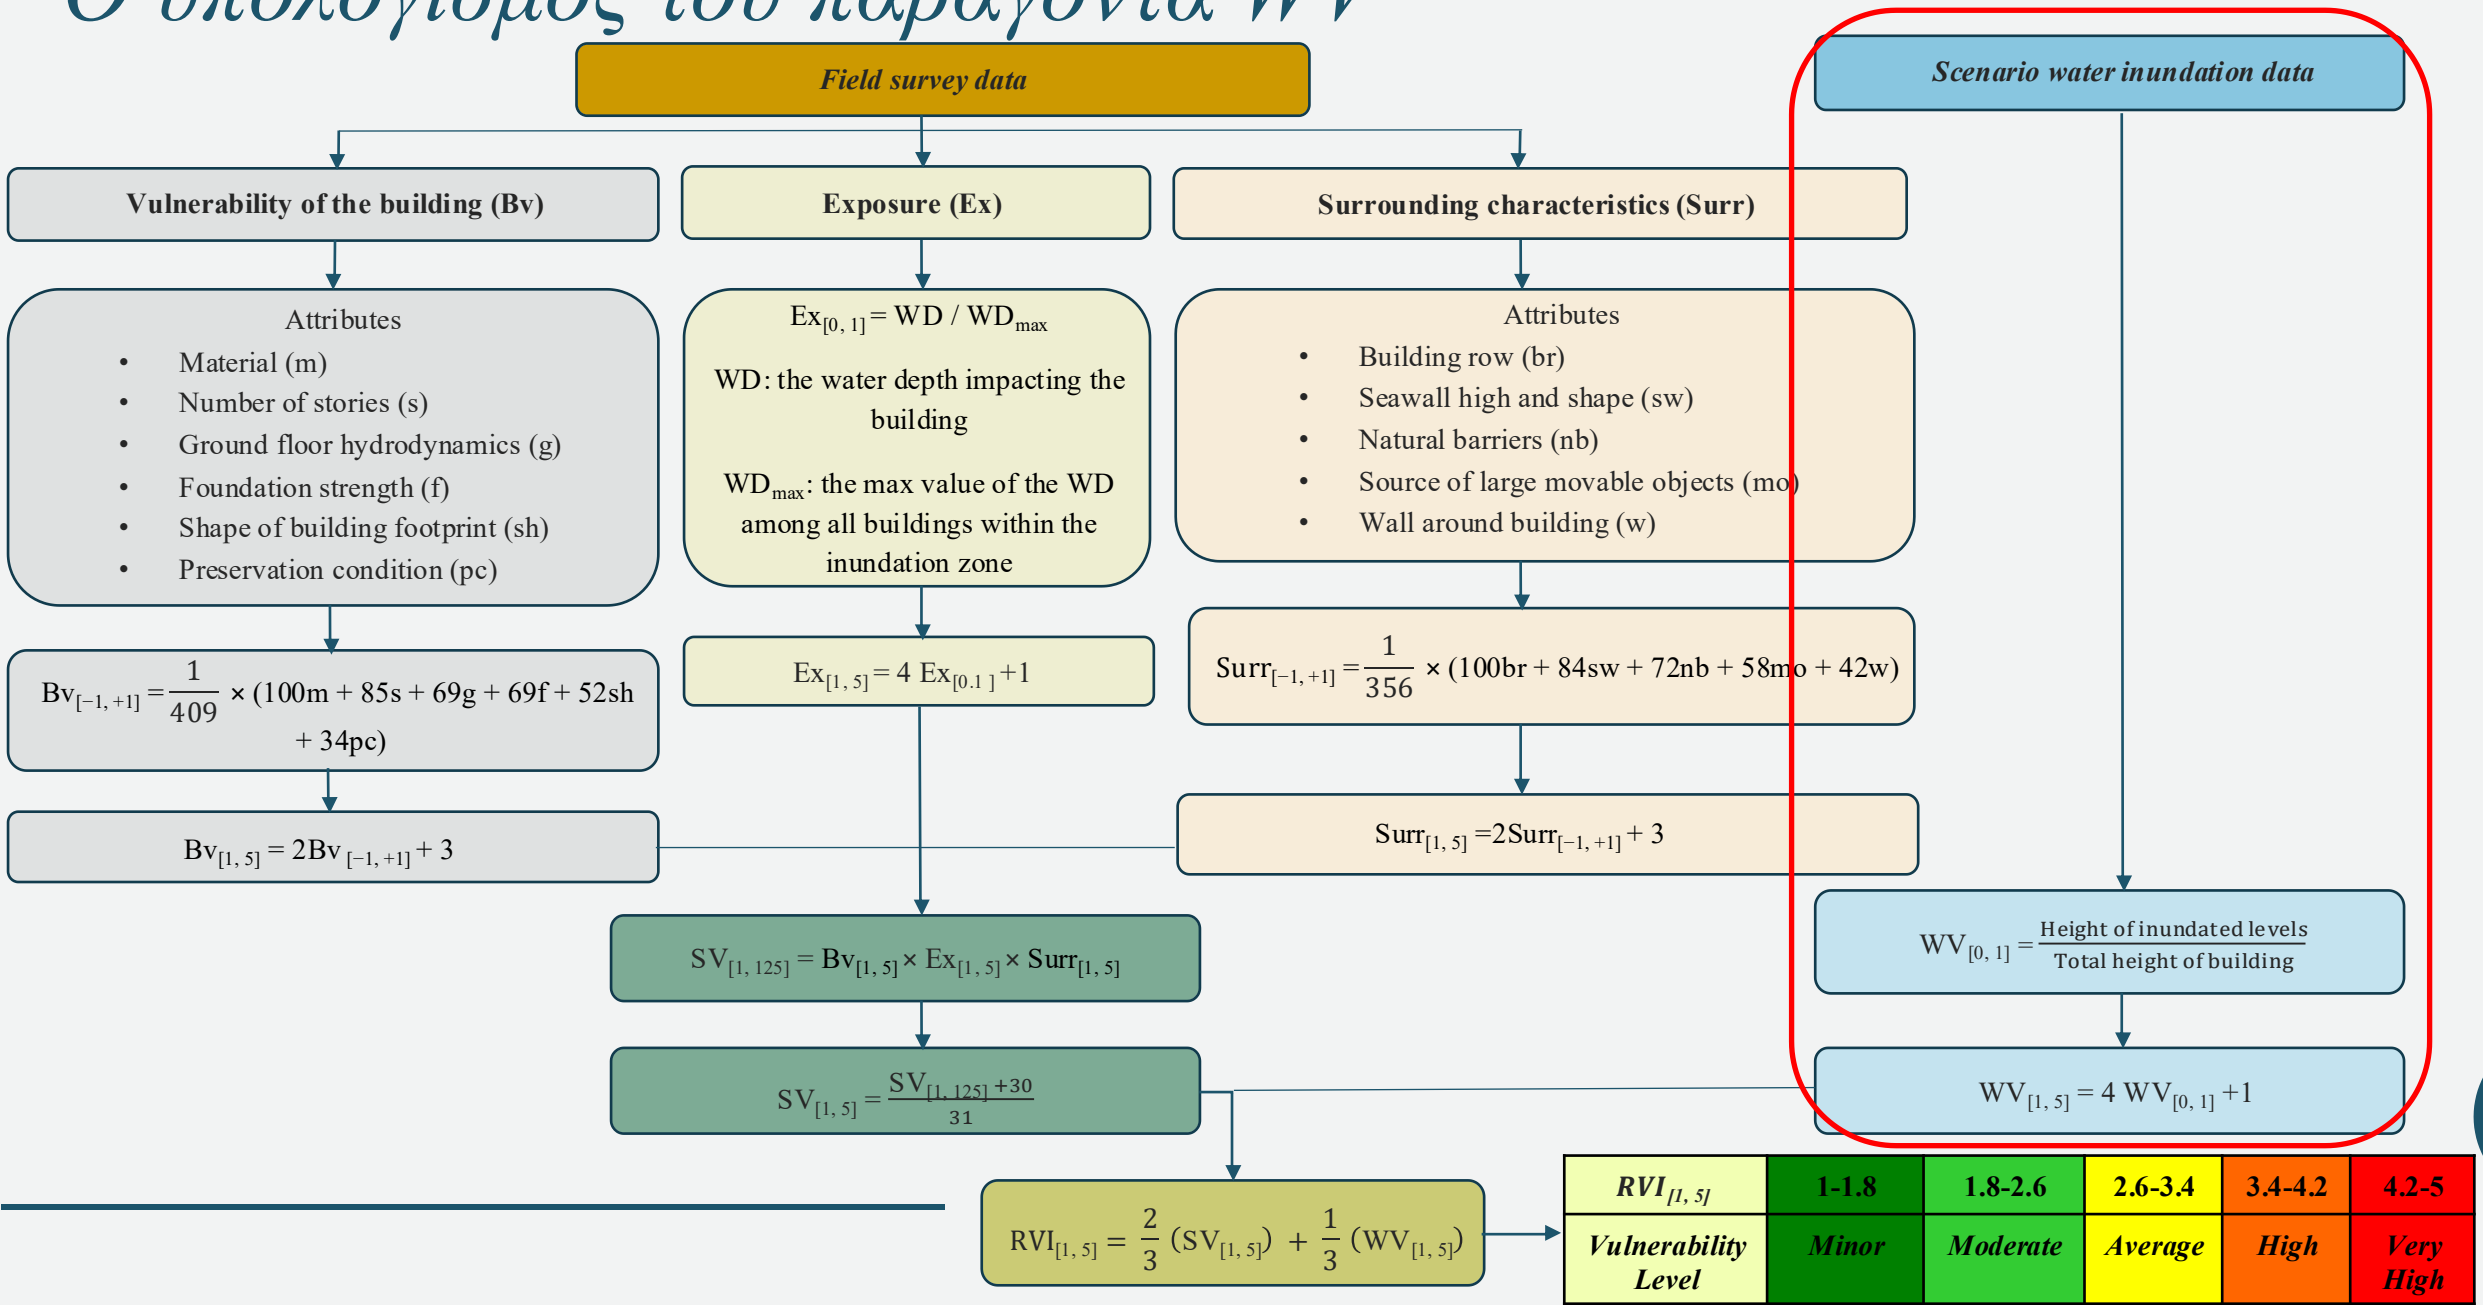 Ο υπολογισμός του παράγοντα WV
Field survey data
Scenario water inundation data
Vulnerability of the building (Bv)
Exposure (Ex)
Surrounding characteristics (Surr)
Attributes
• Material (m)
• Number of stories (s)
• Ground floor hydrodynamics (g)
• Foundation strength (f)
• Shape of building footprint (sh)
• Preservation condition (pc)
Ex[0, 1] = WD / WDmax
WD: the water depth impacting the
building
WDmax: the max value of the WD
among all buildings within the
inundation zone
Attributes
• Building row (br)
• Seawall high and shape (sw)
• Natural barriers (nb)
• Source of large movable objects (mo)
• Wall around building (w)
Bv[−1, +1] = 1/409 × (100m + 85s + 69g + 69f + 52sh
+ 34pc)
Ex[1, 5] = 4 Ex[0.1 ] +1
Surr[−1, +1] = 1/356 × (100br + 84sw + 72nb + 58mo + 42w)
Bv[1, 5] = 2Bv [−1, +1] + 3
Surr[1, 5] =2Surr[−1, +1] + 3
SV[1, 125] = Bv[1, 5] × Ex[1, 5] × Surr[1, 5]
WV[0, 1] = Height of inundated levels / Total height of building
SV[1, 5] = SV[1, 125] +30 / 31
WV[1, 5] = 4 WV[0, 1] +1
RVI[1, 5] = 2/3 (SV[1, 5]) + 1/3 (WV[1, 5])
RVI[1, 5] 1-1.8 1.8-2.6 2.6-3.4 3.4-4.2 4.2-5
Vulnerability Level Minor Moderate Average High Very High